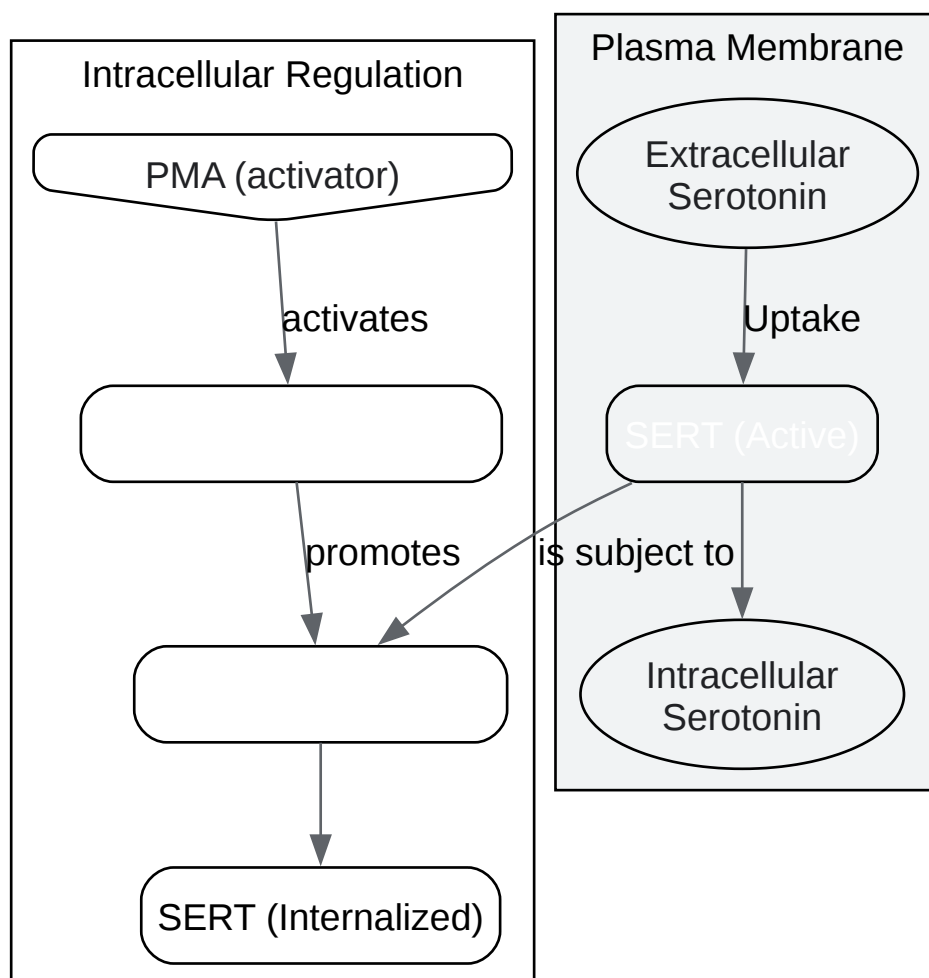 Plasma Membrane
Intracellular Regulation
PMA (activator)
Extracellular
Serotonin
activates
Uptake
SERT (Active)
promotes
is subject to
Intracellular
Serotonin
SERT (Internalized)